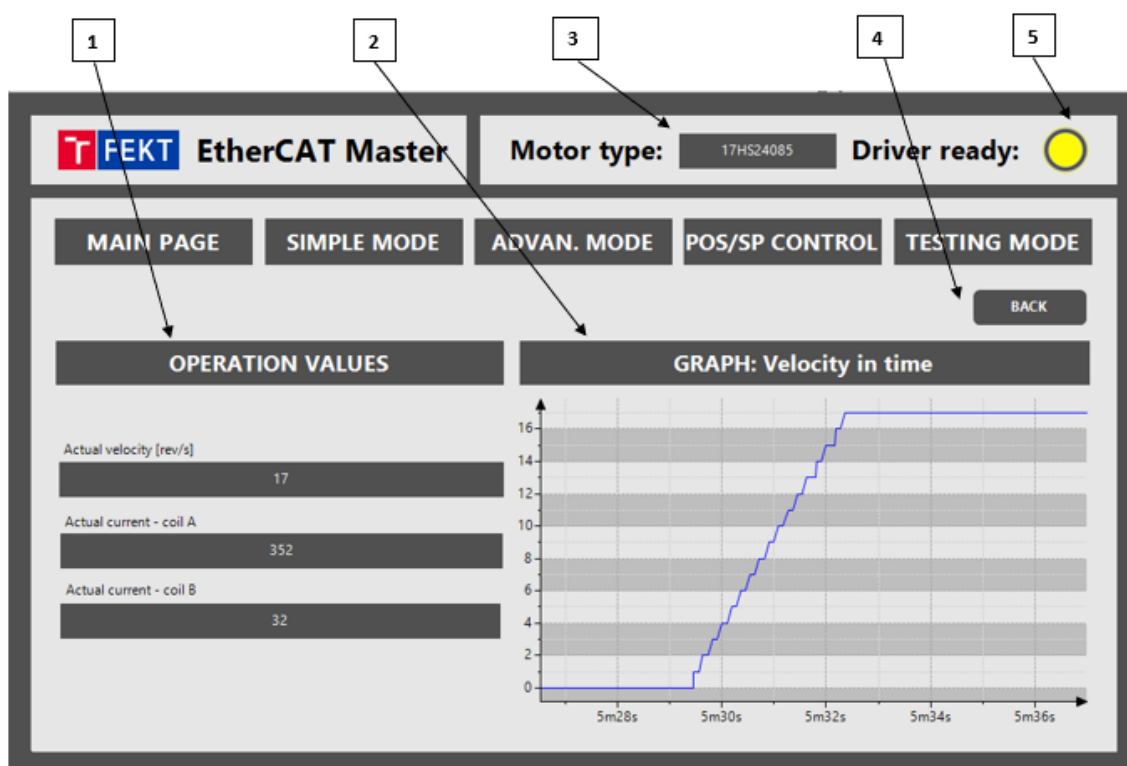 1 2 3 4 5
T FEKT EtherCAT Master Motor type: 17HS24085 Driver ready:
MAIN PAGE SIMPLE MODE ADVAN. MODE POS/SP CONTROL TESTING MODE
BACK
OPERATION VALUES
Actual velocity [rev/s]
17
Actual current - coil A
352
Actual current - coil B
32
GRAPH: Velocity in time
16
14
12
10
8
6
4
2
0
5m28s 5m30s 5m32s 5m34s 5m36s